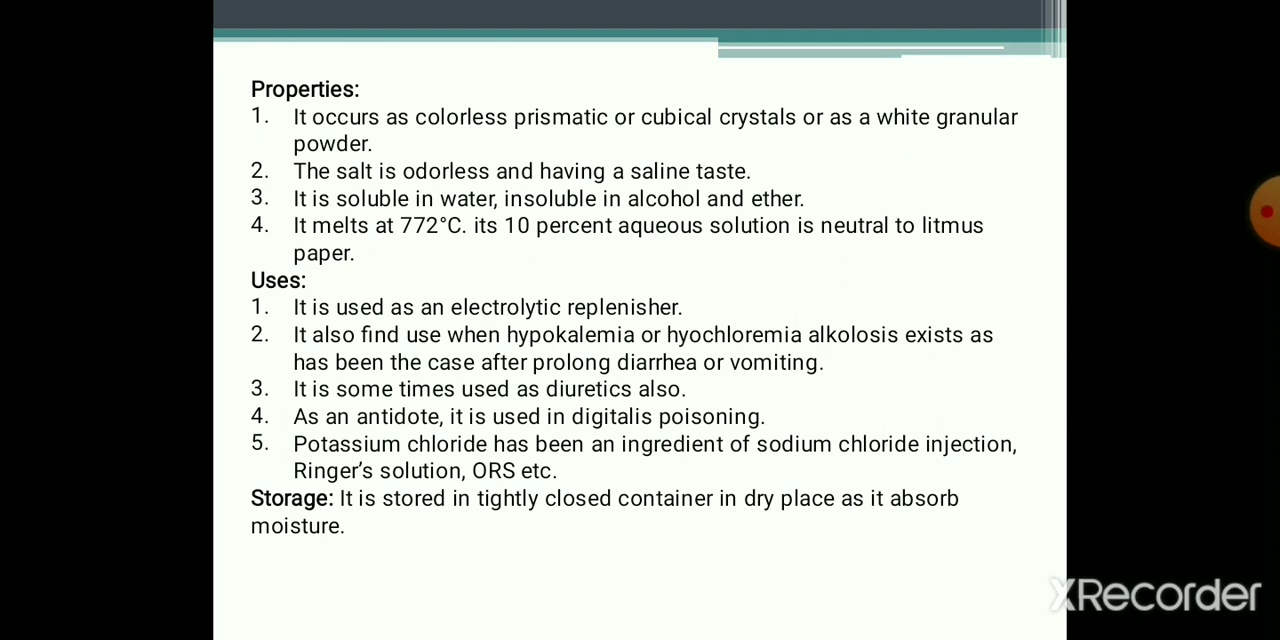 Properties:
1. It occurs as colorless prismatic or cubical crystals or as a white granular
powder.
2. The salt is odorless and having a saline taste.
3. It is soluble in water, insoluble in alcohol and ether.
4. It melts at 772°C. its 10 percent aqueous solution is neutral to litmus
paper.
Uses:
1. It is used as an electrolytic replenisher.
2. It also find use when hypokalemia or hyochloremia alkolosis exists as
has been the case after prolong diarrhea or vomiting.
3. It is some times used as diuretics also.
4. As an antidote, it is used in digitalis poisoning.
5. Potassium chloride has been an ingredient of sodium chloride injection,
Ringer’s solution, ORS etc.
Storage: It is stored in tightly closed container in dry place as it absorb
moisture.
XRecorder